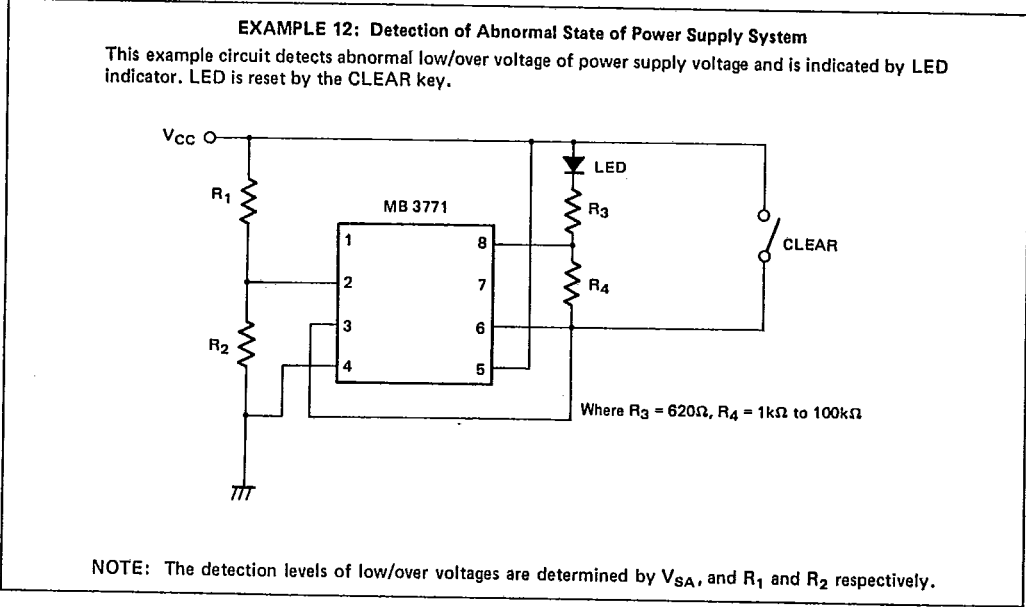 EXAMPLE 12: Detection of Abnormal State of Power Supply System
This example circuit detects abnormal low/over voltage of power supply voltage and is indicated by LED
indicator. LED is reset by the CLEAR key.
VCC
LED
R1
MB 3771
R3
1
8
CLEAR
2
7
R4
3
6
R2
4
5
Where R3 = 620Ω, R4 = 1kΩ to 100kΩ
NOTE: The detection levels of low/over voltages are determined by VSA, and R1 and R2 respectively.